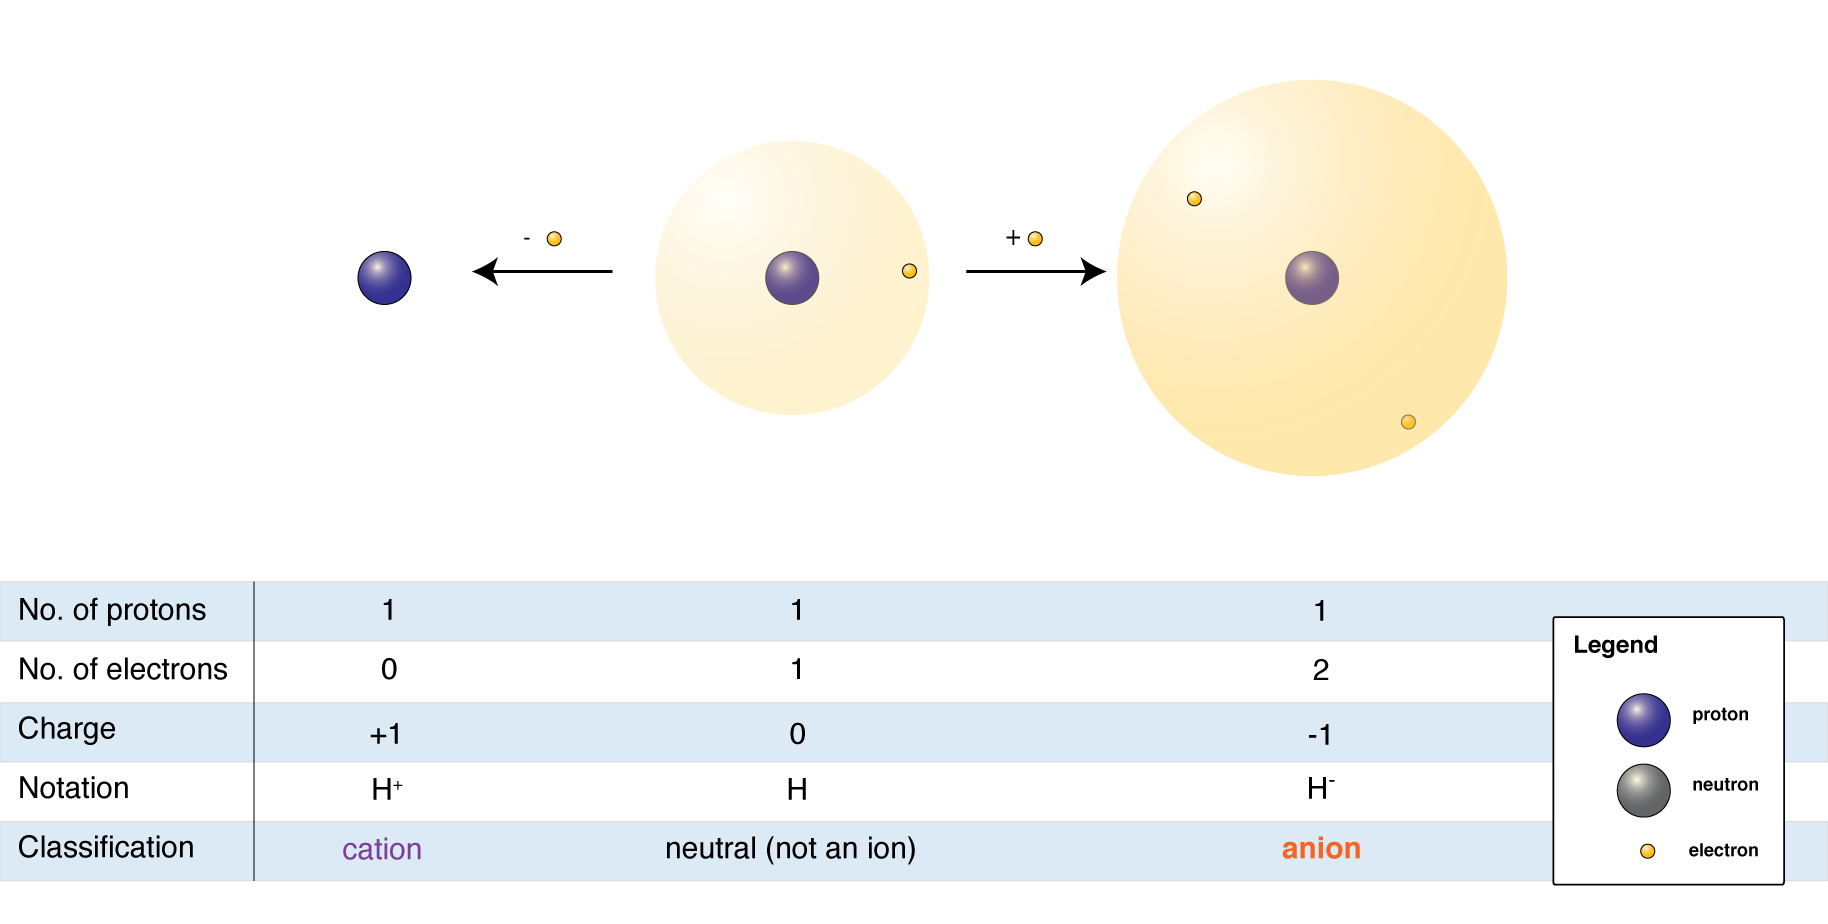 -
+
No. of protons 1 1 1
No. of electrons 0 1 2
Charge +1 0 -1
Notation H⁺ H H⁻
Classification cation neutral (not an ion) anion
Legend
proton
neutron
electron